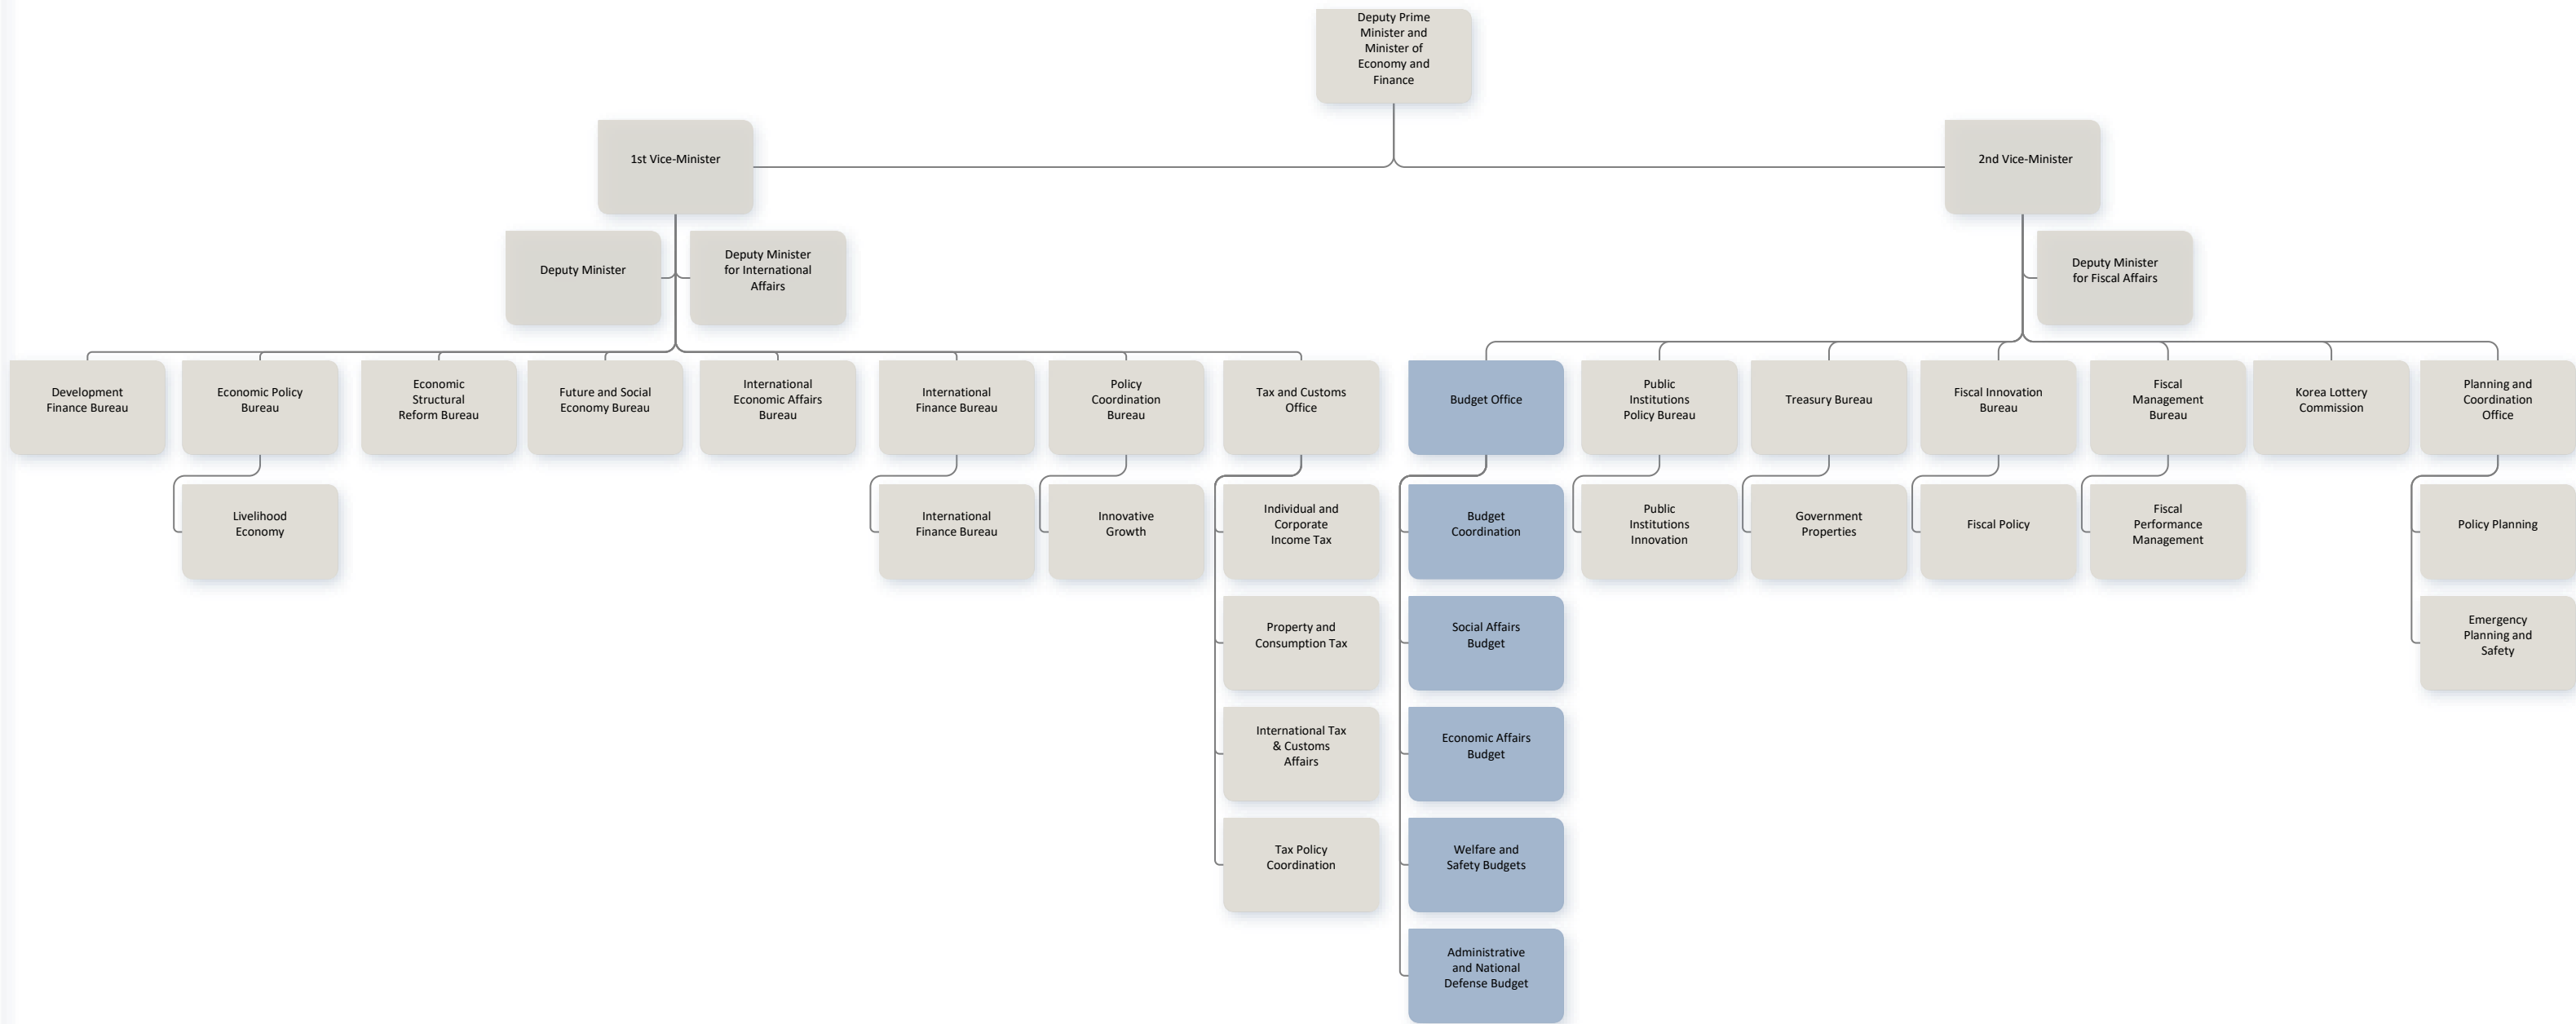 Deputy Prime
Minister and
Minister of
Economy and
Finance
1st Vice-Minister
2nd Vice-Minister
Deputy Minister
Deputy Minister
for International
Affairs
Deputy Minister
for Fiscal Affairs
Development
Finance Bureau
Economic Policy
Bureau
Economic
Structural
Reform Bureau
Future and Social
Economy Bureau
International
Economic Affairs
Bureau
International
Finance Bureau
Policy
Coordination
Bureau
Tax and Customs
Office
Budget Office
Public
Institutions
Policy Bureau
Treasury Bureau
Fiscal Innovation
Bureau
Fiscal
Management
Bureau
Korea Lottery
Commission
Planning and
Coordination
Office
Livelihood
Economy
International
Finance Bureau
Innovative
Growth
Individual and
Corporate
Income Tax
Budget
Coordination
Public
Institutions
Innovation
Government
Properties
Fiscal Policy
Fiscal
Performance
Management
Policy Planning
Property and
Consumption Tax
Social Affairs
Budget
Emergency
Planning and
Safety
International Tax
& Customs
Affairs
Economic Affairs
Budget
Tax Policy
Coordination
Welfare and
Safety Budgets
Administrative
and National
Defense Budget